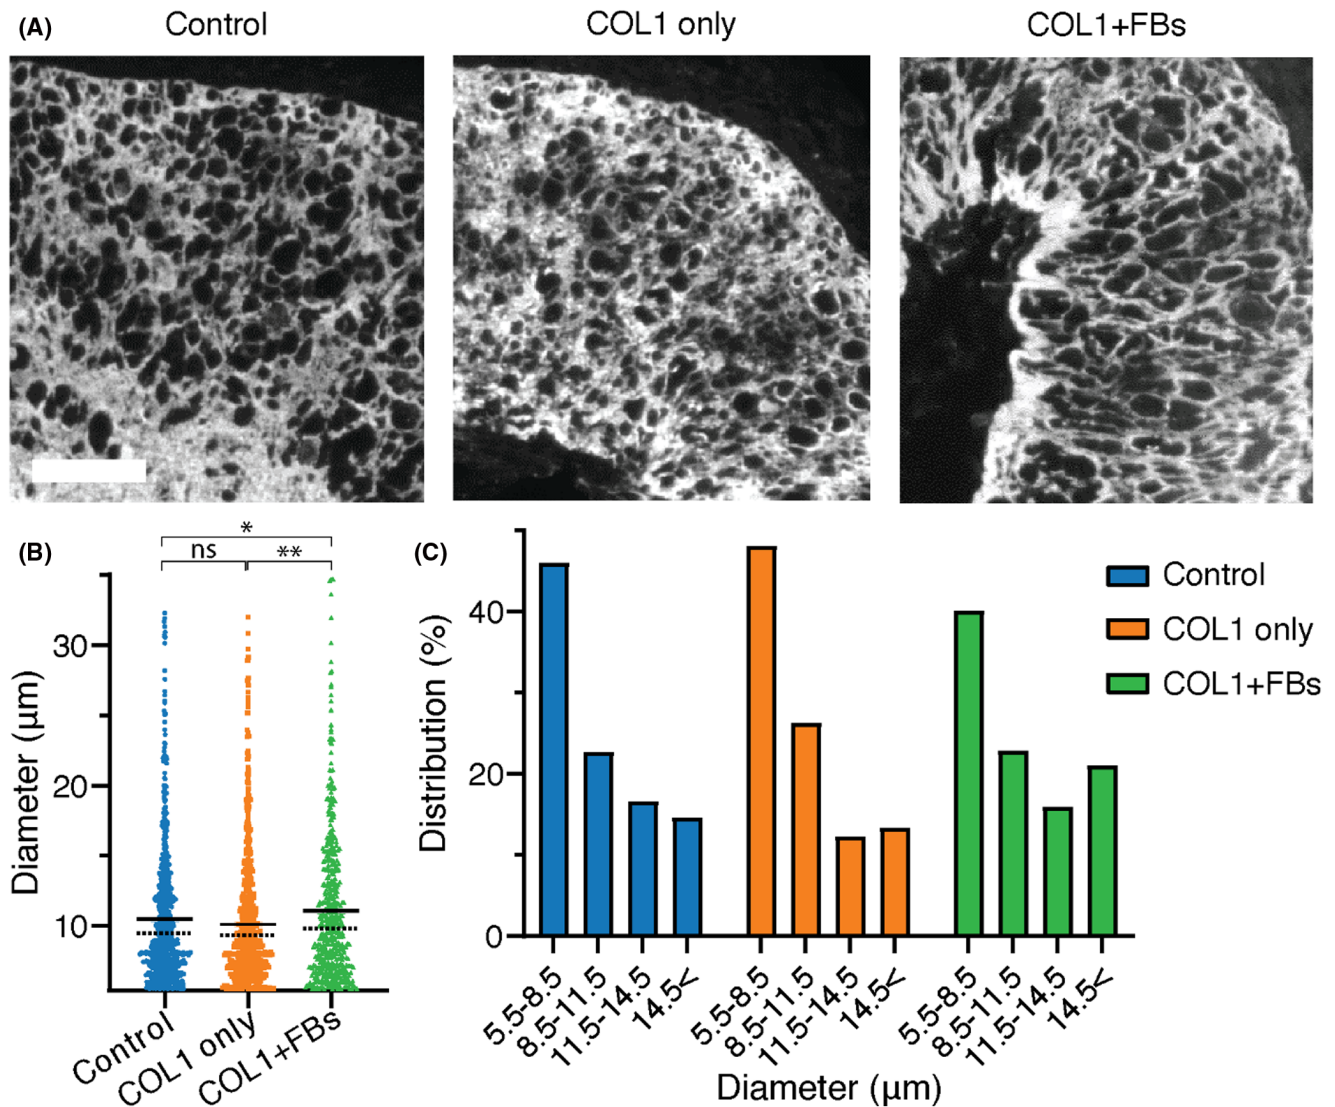 (A) Control COL1 only COL1+FBs
(B) * ns **
Diameter (μm)
30
20
10
Control COL1 only COL1+FBs
(C)
Distribution (%)
40
20
0
5.5-8.5 8.5-11.5 11.5-14.5 14.5< 5.5-8.5 8.5-11.5 11.5-14.5 14.5< 5.5-8.5 8.5-11.5 11.5-14.5 14.5<
Diameter (μm)
Control
COL1 only
COL1+FBs